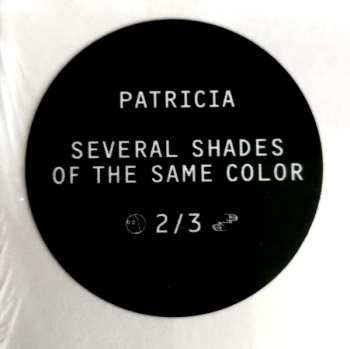 PATRICIA
SEVERAL SHADES
OF THE SAME COLOR
2/3